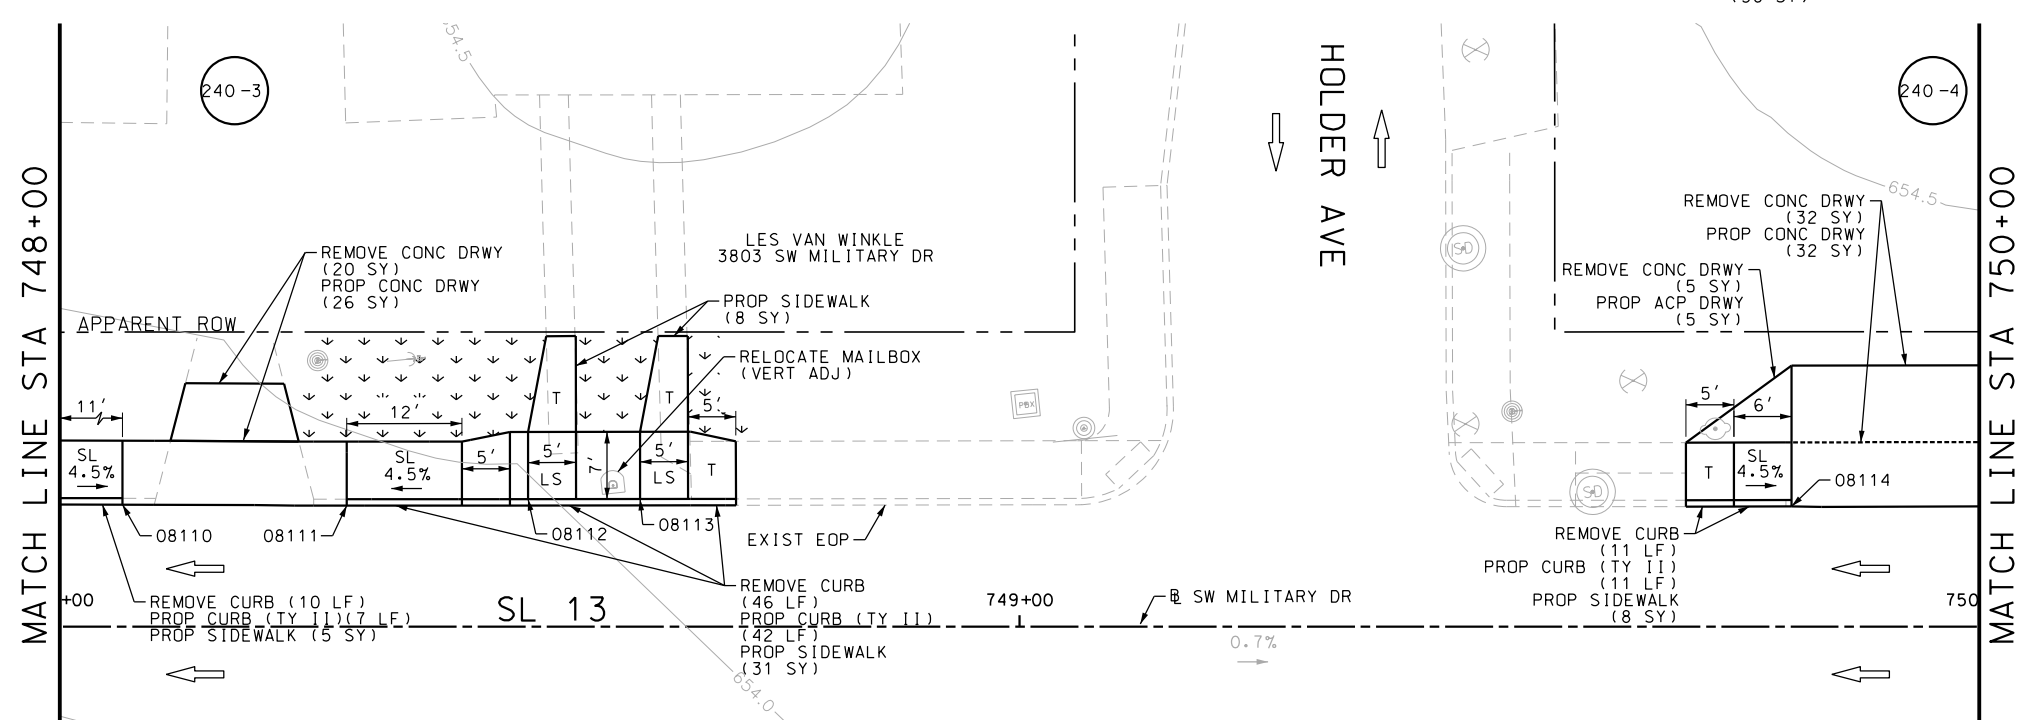 240-3
654.5
HOLDER AVE
240-4
MATCH LINE STA 748+00
MATCH LINE STA 750+00
654.5
REMOVE CONC DRWY
(32 SY)
PROP CONC DRWY
(32 SY)
REMOVE CONC DRWY
(20 SY)
PROP CONC DRWY
(26 SY)
LES VAN WINKLE
3803 SW MILITARY DR
REMOVE CONC DRWY
(5 SY)
PROP ACP DRWY
(5 SY)
PROP SIDEWALK
(8 SY)
APPARENT ROW
RELOCATE MAILBOX
(VERT ADJ)
11'
12'
T
T
5'
PBX
5'
6'
SL
4.5%
SL
4.5%
5'
5'
LS
7'
5'
LS
T
SD
SD
T
SL
4.5%
08114
08110
08111
08112
08113
EXIST EOP
REMOVE CURB
(11 LF)
PROP CURB (TY II)
(11 LF)
PROP SIDEWALK
(8 SY)
+00
REMOVE CURB (10 LF)
PROP CURB (TY II)(7 LF)
PROP SIDEWALK (5 SY)
SL 13
REMOVE CURB
(46 LF)
PROP CURB (TY II)
(42 LF)
PROP SIDEWALK
(31 SY)
749+00
BL SW MILITARY DR
750
0.7%
654.0